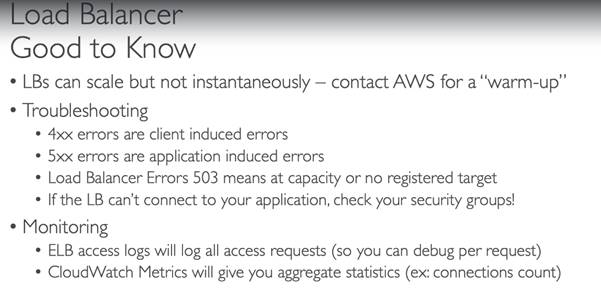 Load Balancer
Good to Know
• LBs can scale but not instantaneously – contact AWS for a “warm-up”
• Troubleshooting
• 4xx errors are client induced errors
• 5xx errors are application induced errors
• Load Balancer Errors 503 means at capacity or no registered target
• If the LB can’t connect to your application, check your security groups!
• Monitoring
• ELB access logs will log all access requests (so you can debug per request)
• CloudWatch Metrics will give you aggregate statistics (ex: connections count)